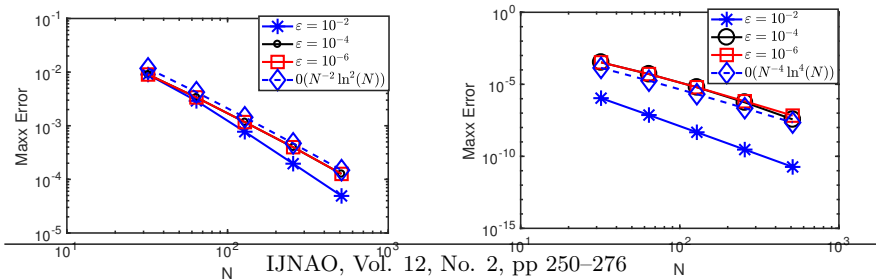 10^-1
10^-2
10^-3
10^-4
10^-5
10^1
10^2
10^3
Maxx Error
N
ε = 10^-2
ε = 10^-4
ε = 10^-6
0(N^-2 ln^2(N))
10^0
10^-5
10^-10
10^-15
10^1
10^2
10^3
Maxx Error
N
ε = 10^-2
ε = 10^-4
ε = 10^-6
0(N^-4 ln^4(N))
IJNAO, Vol. 12, No. 2, pp 250–276